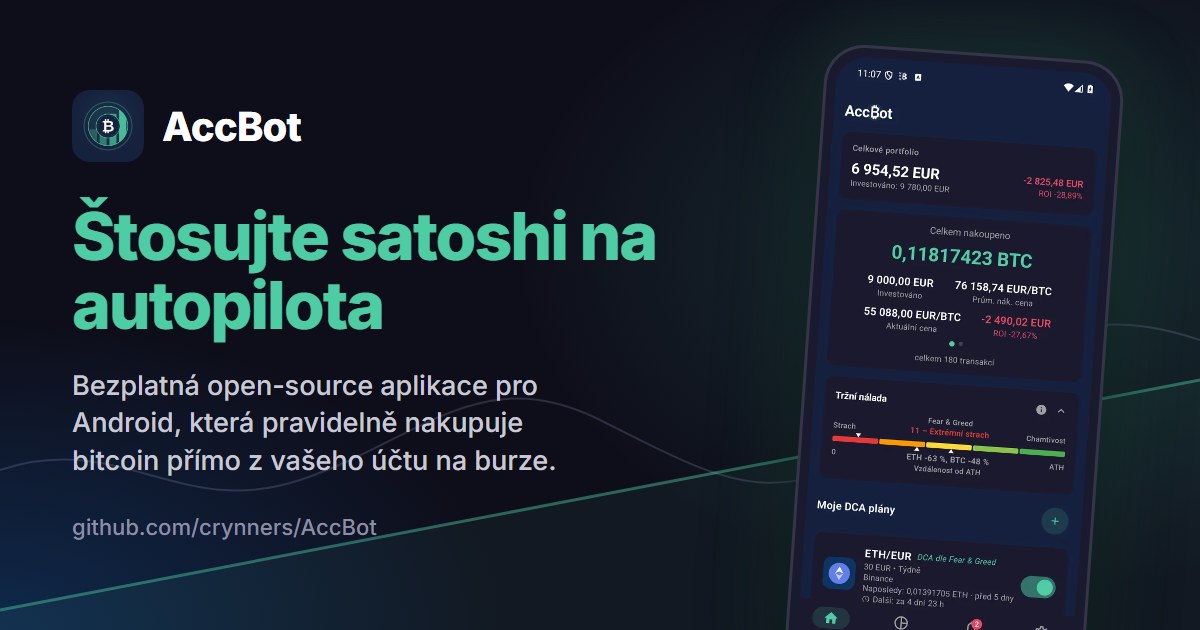 AccBot
Štosujte satoshi na
autopilota
Bezplatná open-source aplikace pro
Android, která pravidelně nakupuje
bitcoin přímo z vašeho účtu na burze.
github.com/crynners/AccBot
11:07
AccBot
Celkové portfolio
6 954,52 EUR
-2 825,48 EUR
Investováno: 9 780,00 EUR
ROI -28,89%
Celkem nakoupeno
0,11817423 BTC
9 000,00 EUR
76 158,74 EUR/BTC
Investováno
Prům. nák. cena
55 088,00 EUR/BTC
-2 490,02 EUR
Aktuální cena
ROI -27,67%
celkem 180 transakcí
Tržní nálada
Fear & Greed
Strach
11 – Extrémní strach
Chamtivost
0
ETH -63 %, BTC -48 %
ATH
Vzdálenost od ATH
Moje DCA plány
+
ETH/EUR DCA dle Fear & Greed
30 EUR • Týdně
Binance
Naposledy: 0,01391705 ETH · před 5 dny
Další: za 4 dní 23 h
2